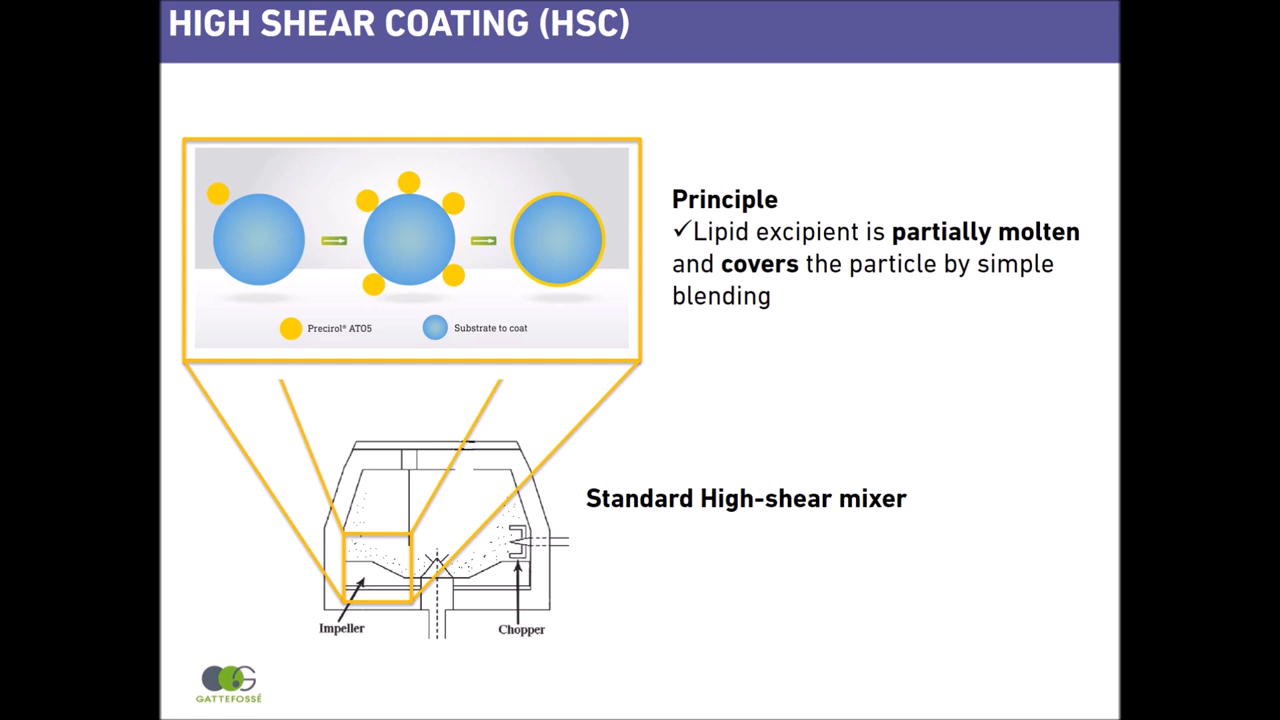 HIGH SHEAR COATING (HSC)
Precirol® ATO5
Substrate to coat
Principle
✓Lipid excipient is partially molten
and covers the particle by simple
blending
Standard High-shear mixer
Impeller
Chopper
GATTEFOSSÉ